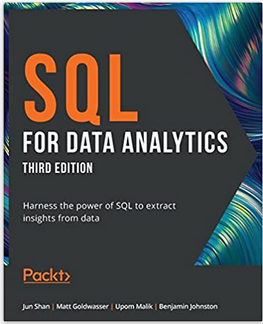 SQL
FOR DATA ANALYTICS
THIRD EDITION
Harness the power of SQL to extract
insights from data
Packt>
Jun Shan | Matt Goldwasser | Upom Malik | Benjamin Johnston